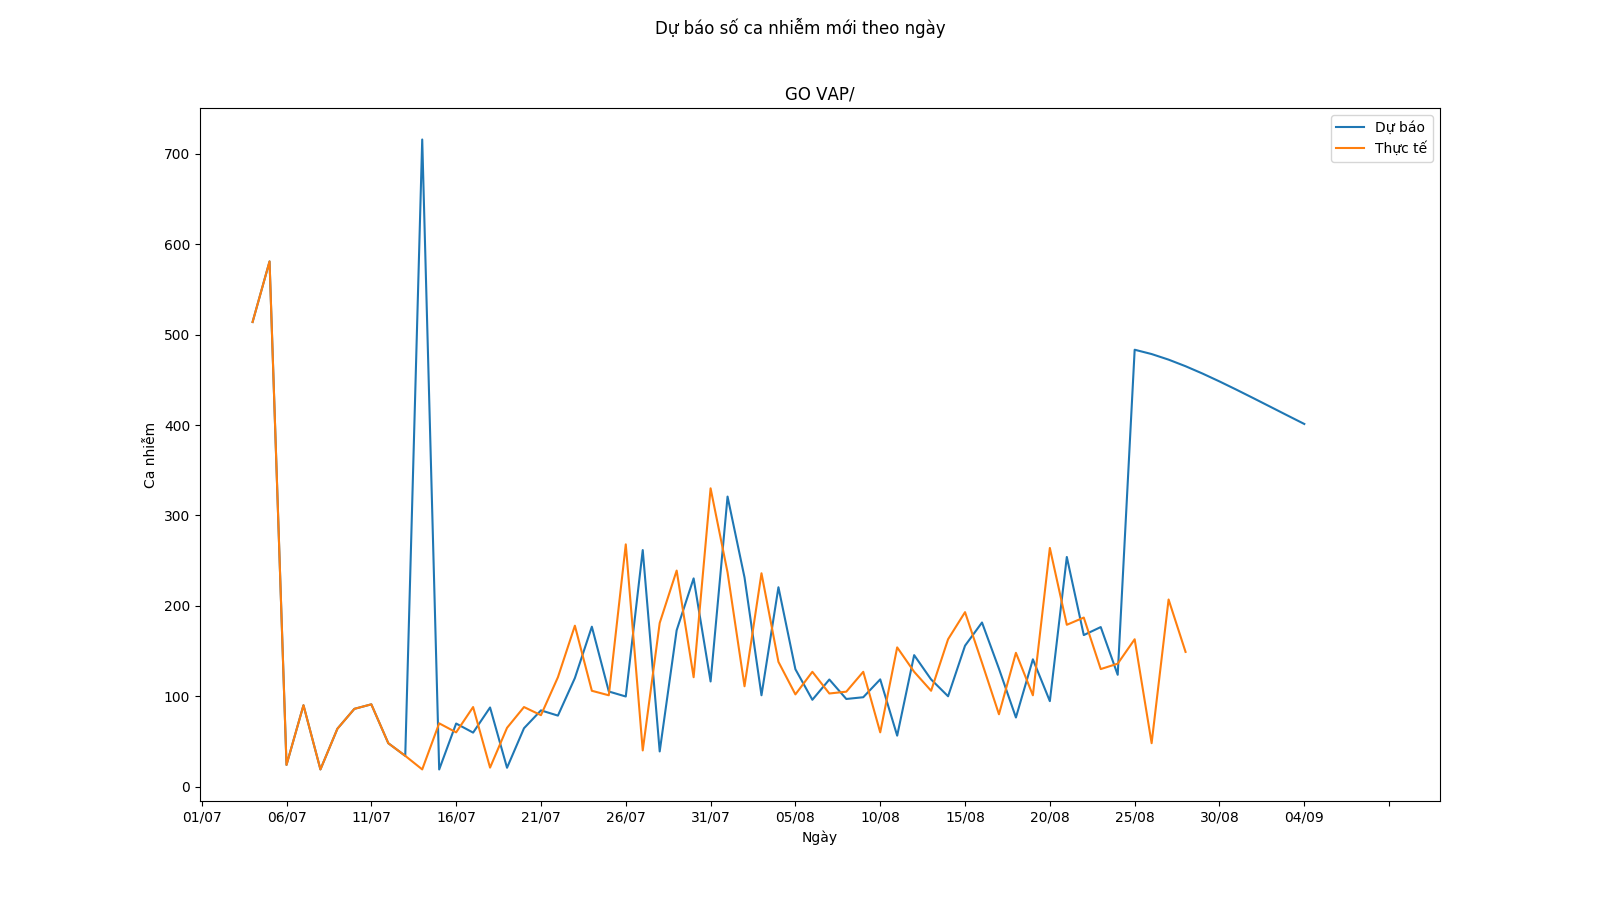 Dự báo số ca nhiễm mới theo ngày
GO VAP/
Dự báo
Thực tế
700
600
500
400
300
200
100
0
Ca nhiễm
01/07 06/07 11/07 16/07 21/07 26/07 31/07 05/08 10/08 15/08 20/08 25/08 30/08 04/09
Ngày